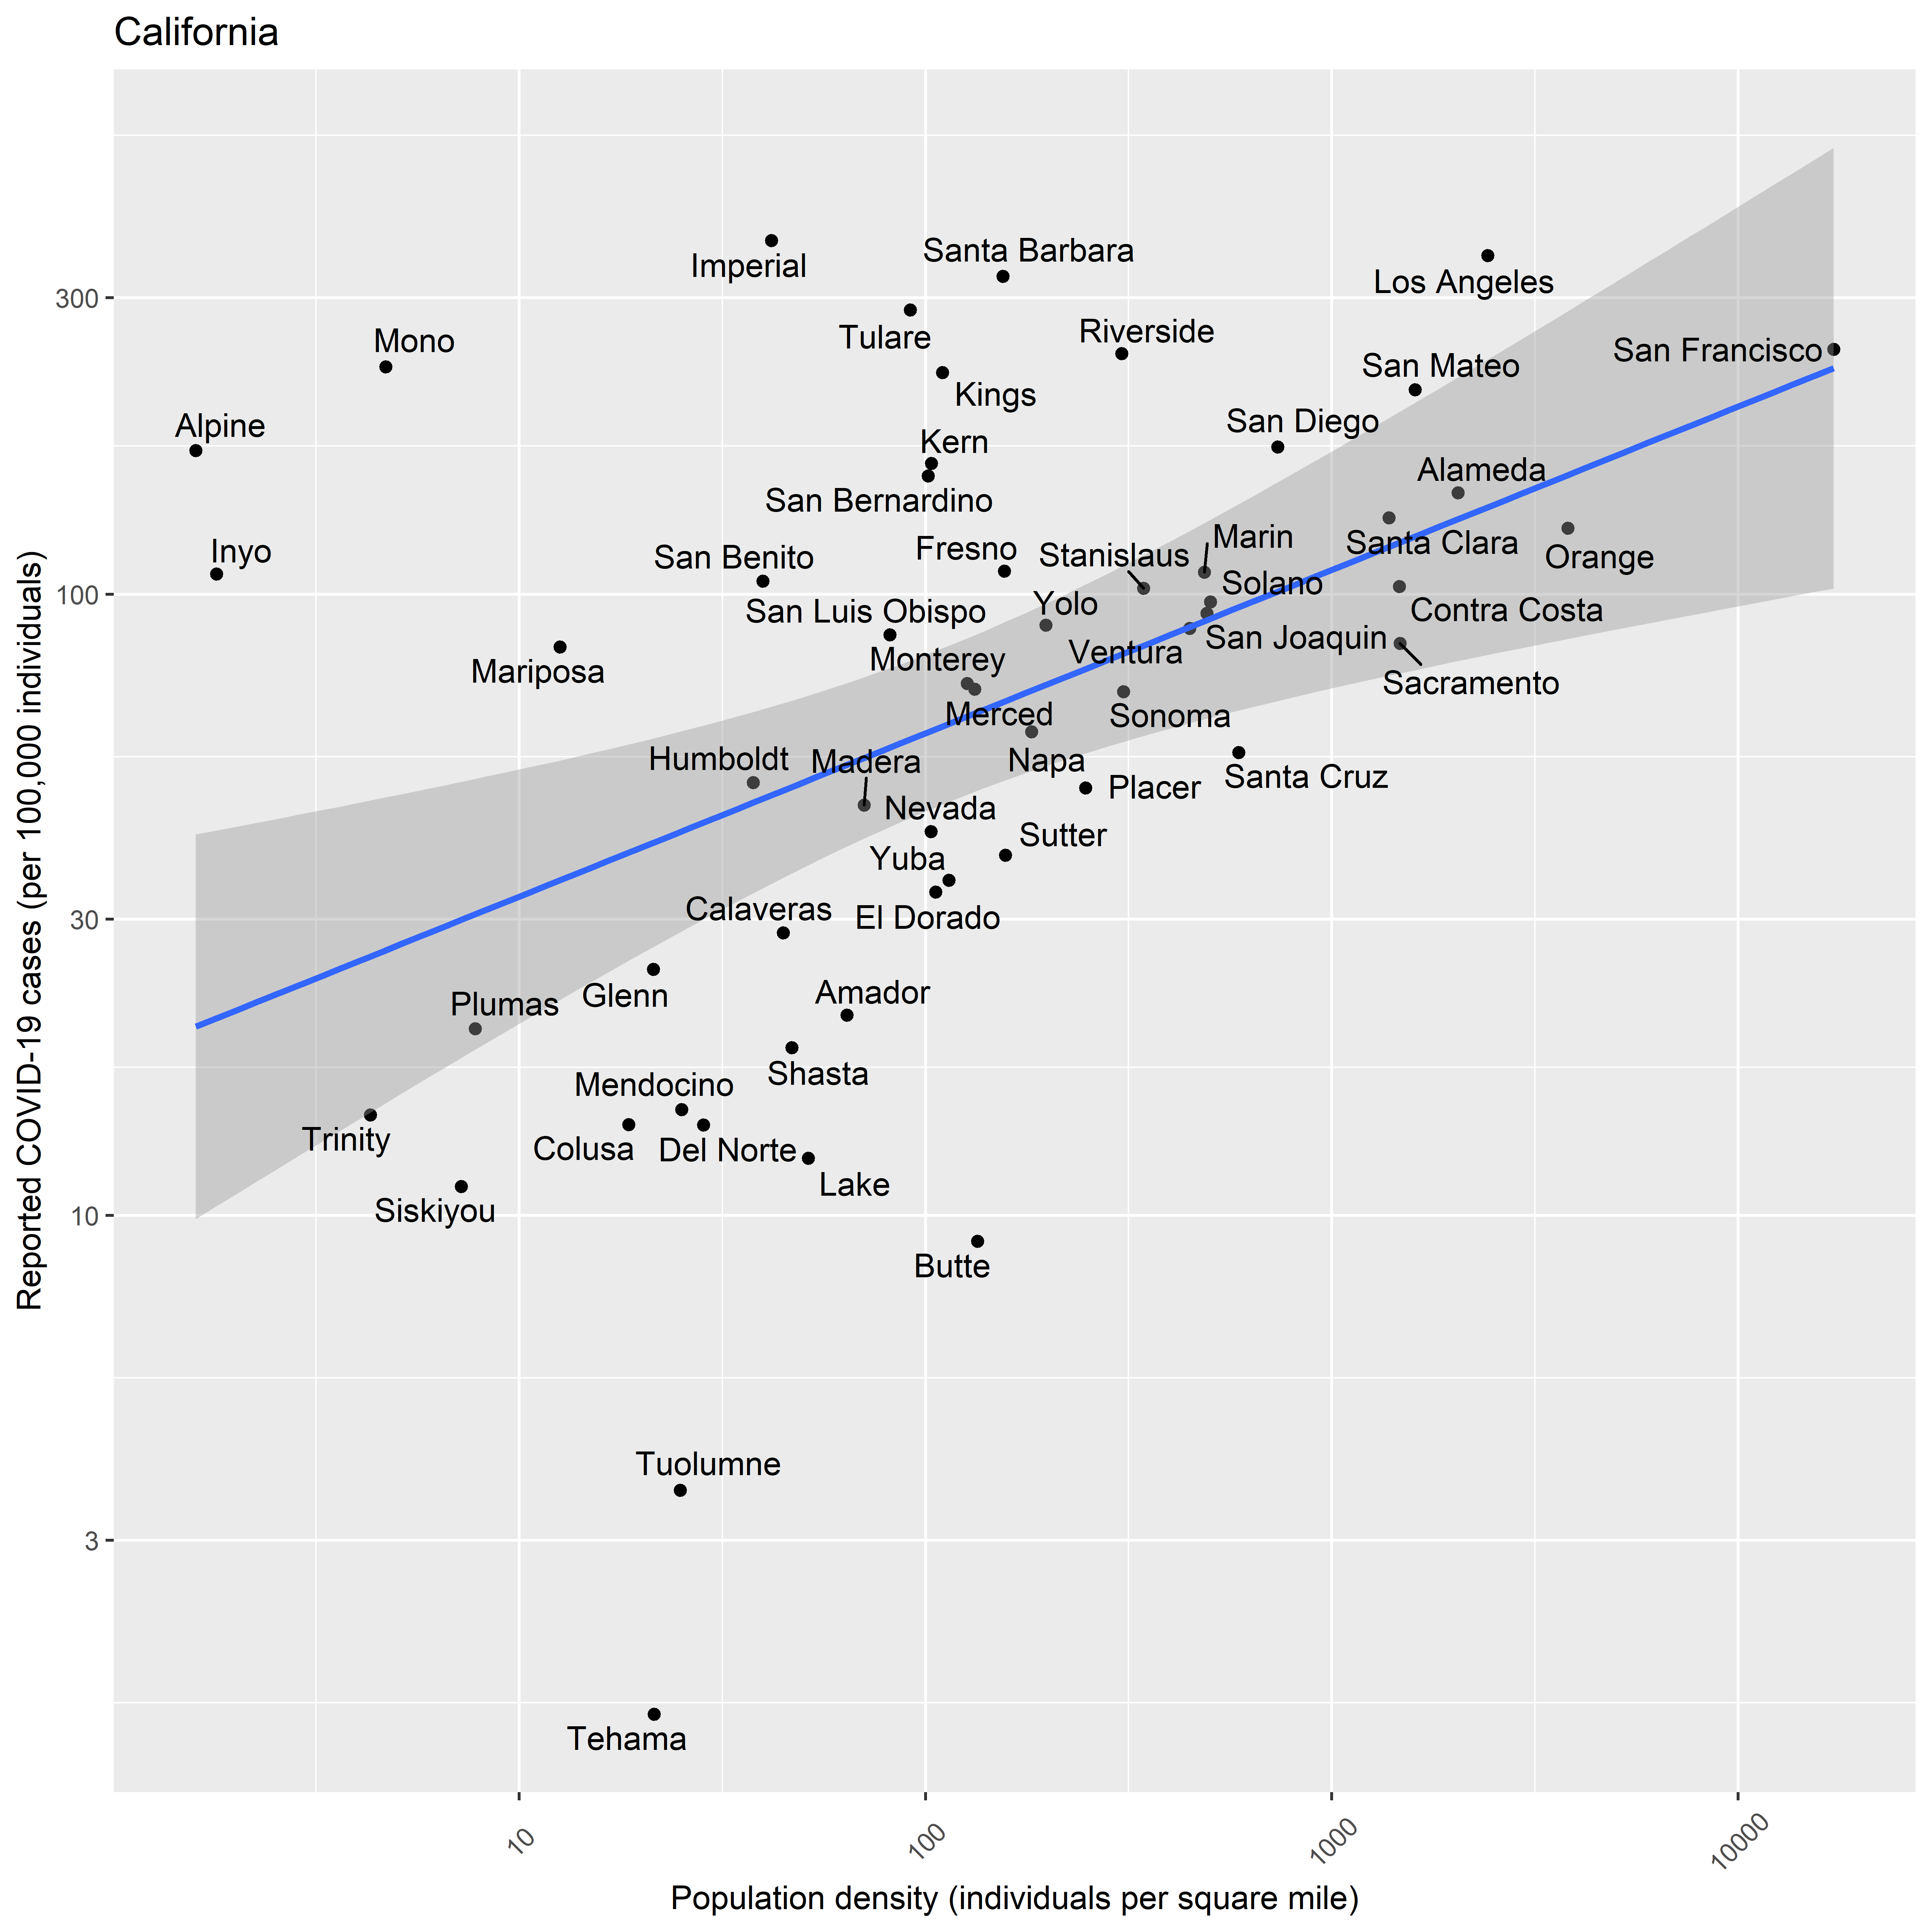 California
Imperial
Santa Barbara
Los Angeles
300
Mono
Tulare
Riverside
San Francisco
San Mateo
Kings
Alpine
San Diego
Kern
Alameda
San Bernardino
Inyo
San Benito
Fresno
Stanislaus
Marin
Santa Clara
Orange
100
Solano
San Luis Obispo
Yolo
Contra Costa
Mariposa
Monterey
Ventura
San Joaquin
Sacramento
Merced
Sonoma
Humboldt
Madera
Napa
Santa Cruz
Placer
Nevada
Sutter
Yuba
30
Calaveras
El Dorado
Glenn
Plumas
Amador
Shasta
Mendocino
Trinity
Colusa
Del Norte
Lake
Siskiyou
10
Butte
Tuolumne
3
Tehama
10
100
1000
10000
Population density (individuals per square mile)
Reported COVID-19 cases (per 100,000 individuals)